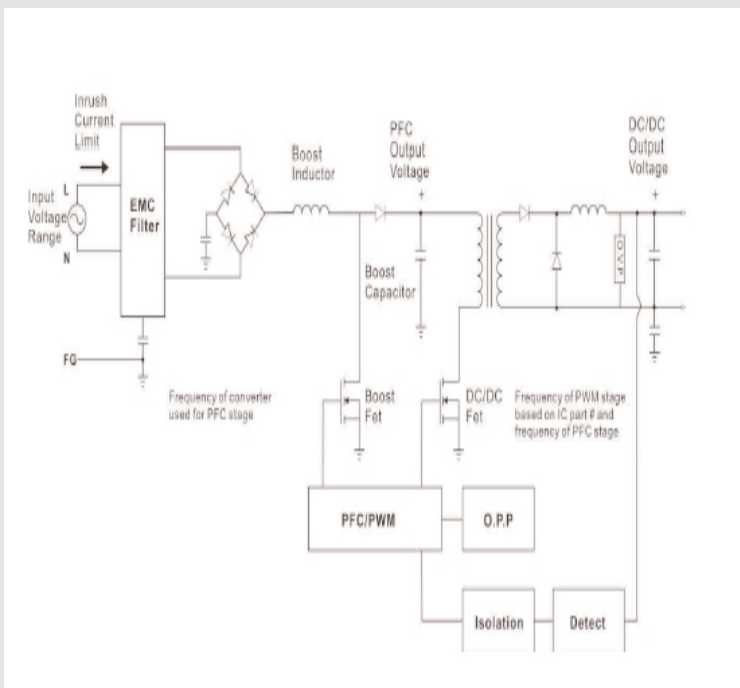 Inrush
Current
Limit
Input
Voltage
Range
L
N
EMC
Filter
FG
Boost
Inductor
PFC
Output
Voltage
+
DC/DC
Output
Voltage
+
O.V.P
Boost
Capacitor
Frequency of converter
used for PFC stage
Boost
Fet
DC/DC
Fet
Frequency of PWM stage
based on IC part # and
frequency of PFC stage
PFC/PWM
O.P.P
Isolation
Detect